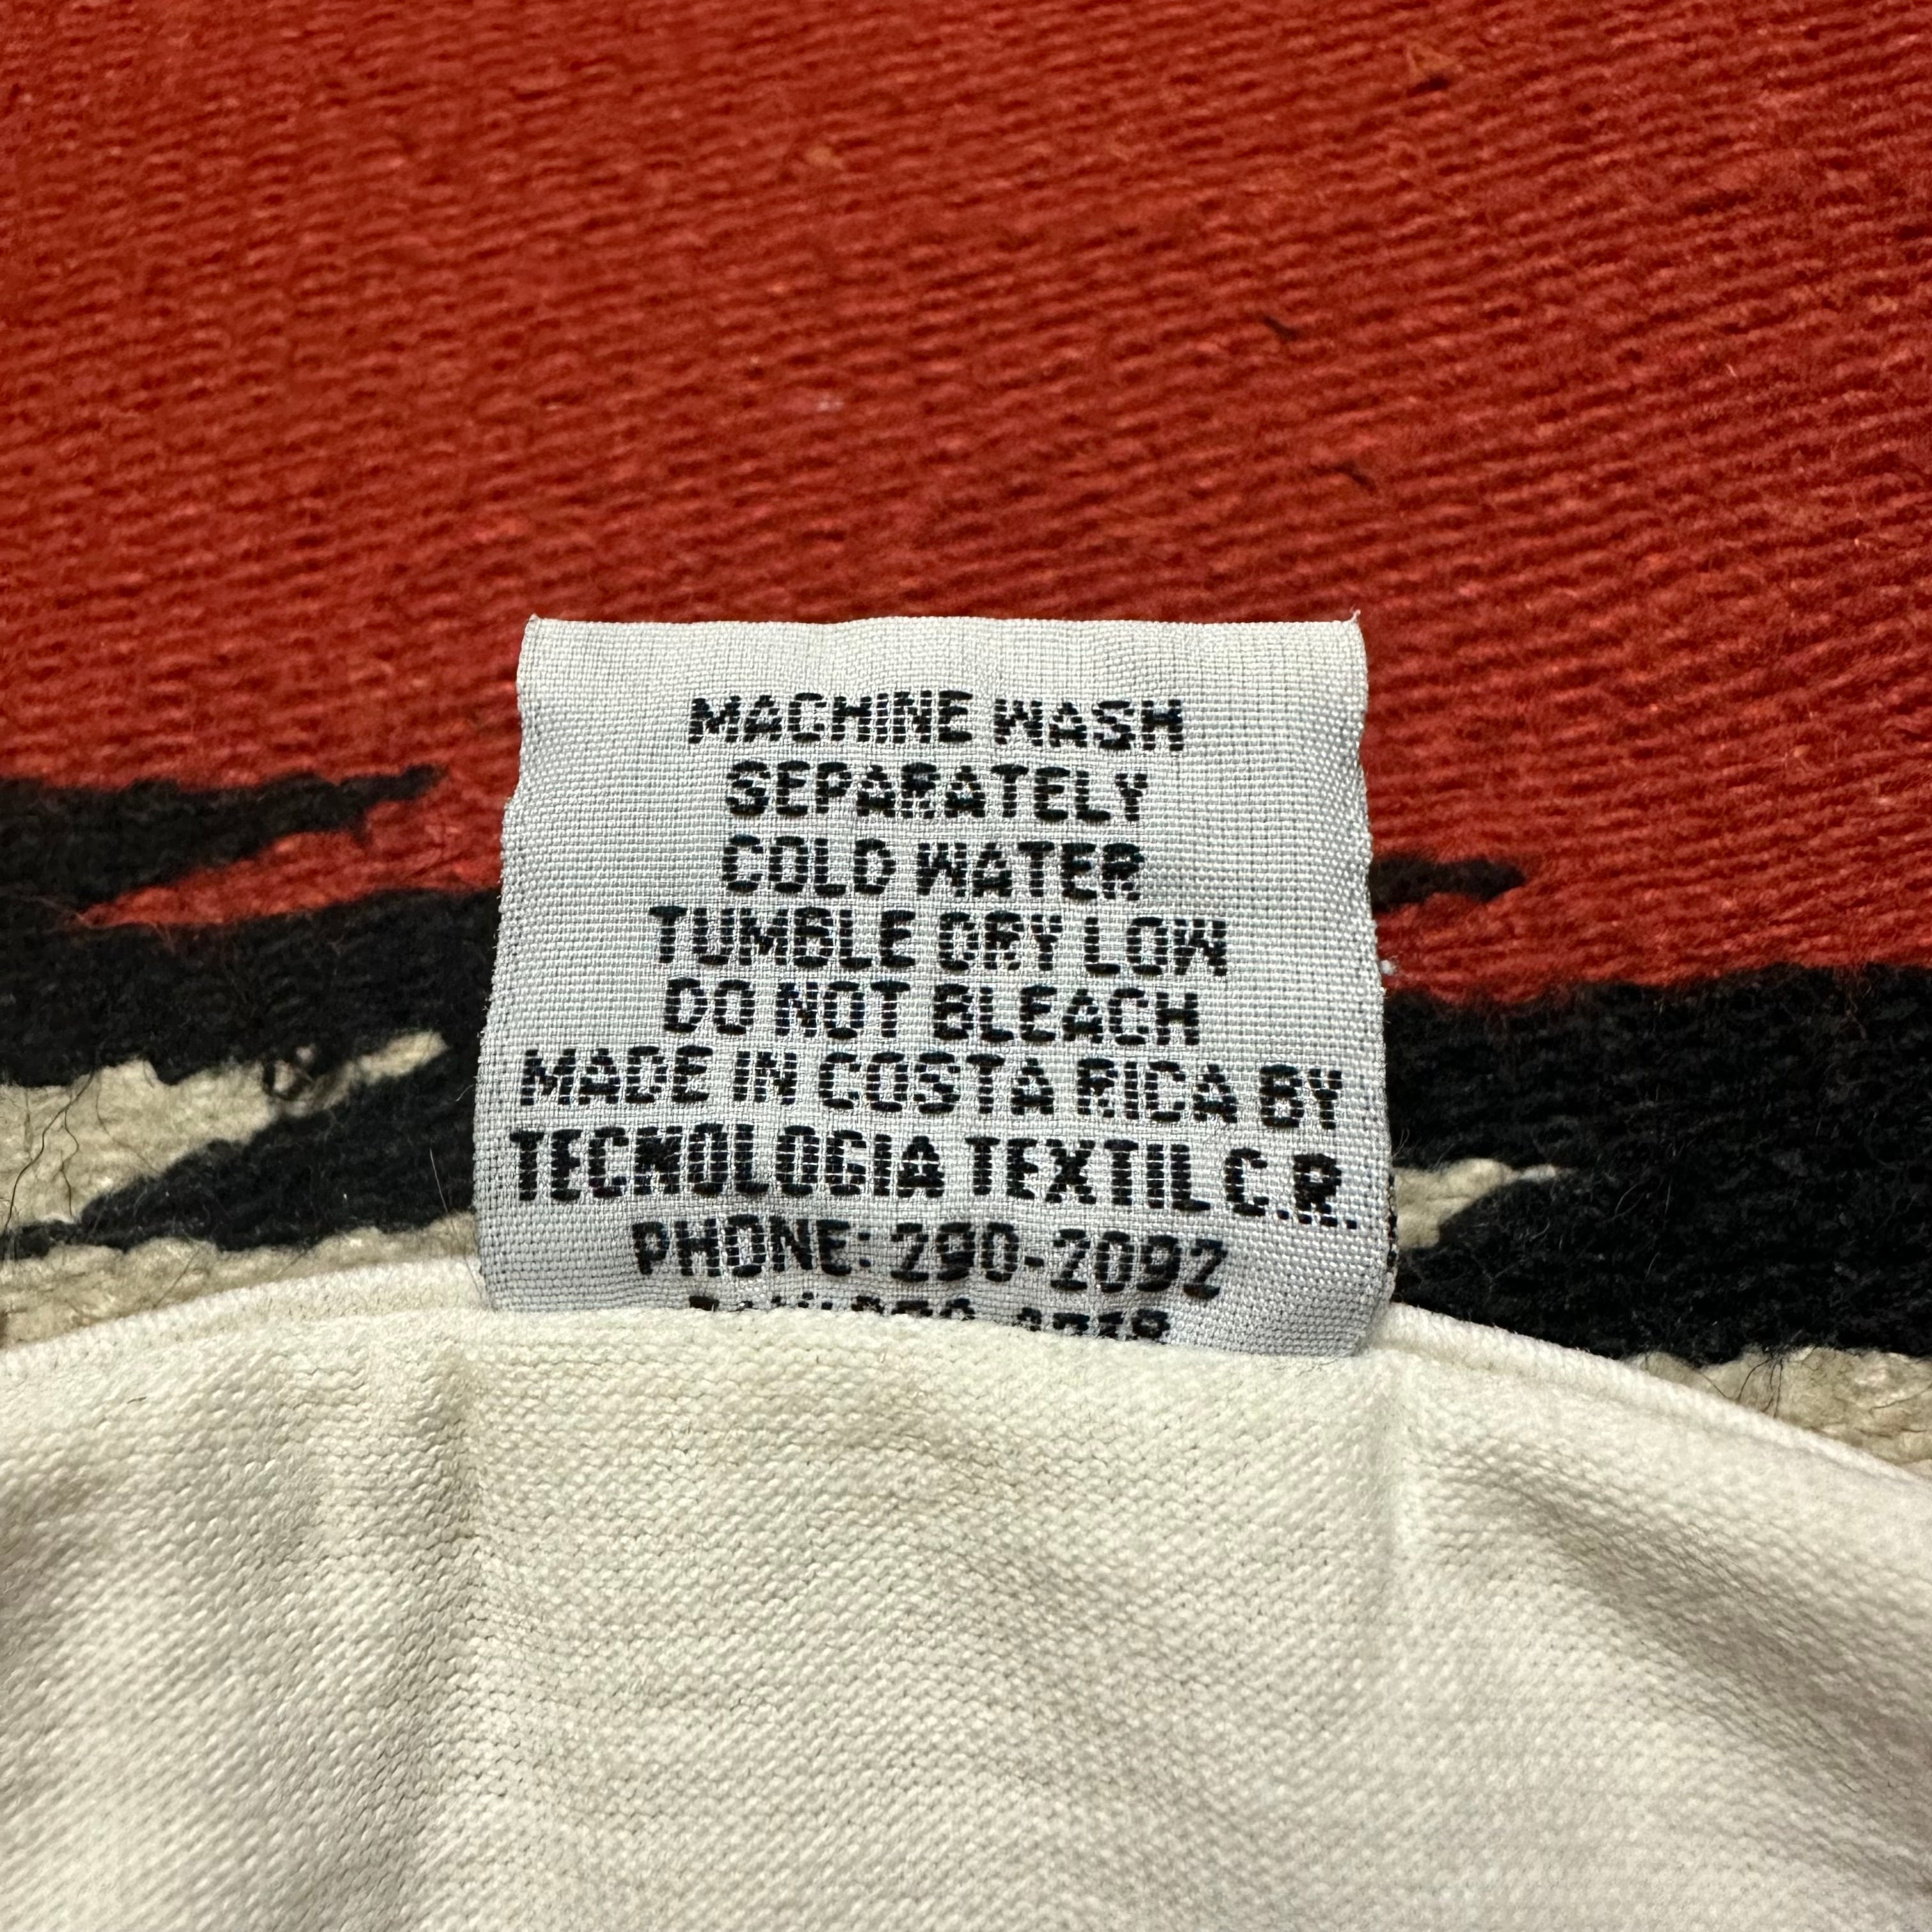 MACHINE WASH
SEPARATELY
COLD WATER
TUMBLE DRY LOW
DO NOT BLEACH
MADE IN COSTA RICA BY
TECNOLOGIA TEXTIL C.R.
PHONE: 290-2092